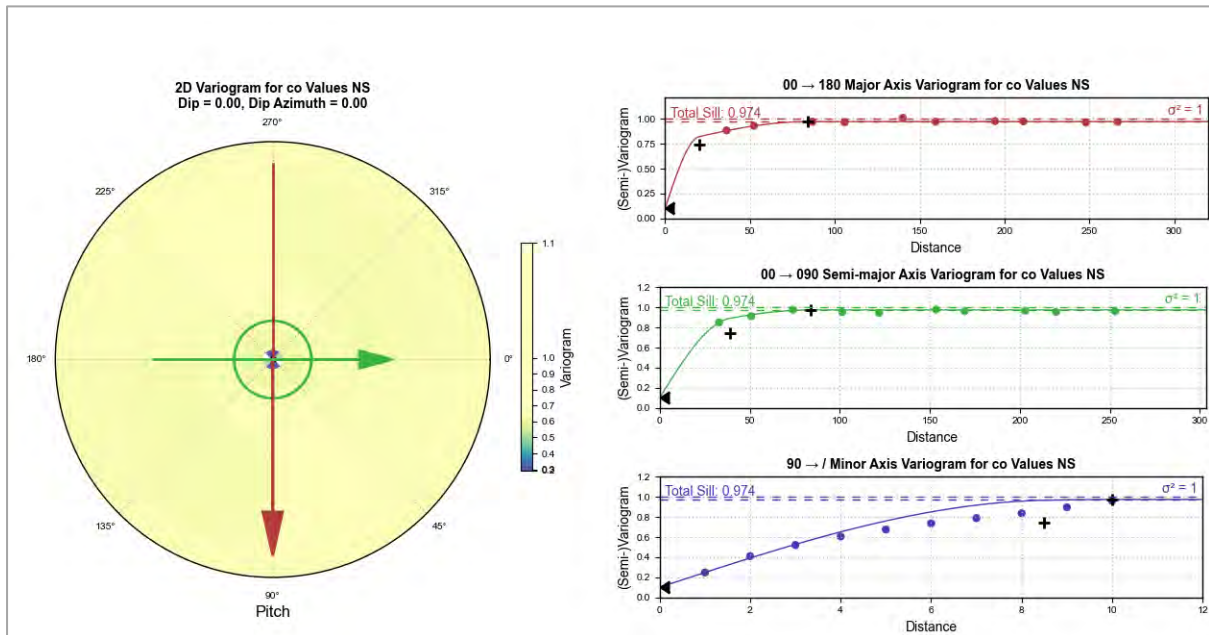 2D Variogram for co Values NS
Dip = 0.00, Dip Azimuth = 0.00
270°
225°
315°
180°
0°
135°
45°
90°
Pitch
1.1
1.0
0.9
0.8
0.7
0.6
0.5
0.4
0.3
Variogram
00 → 180 Major Axis Variogram for co Values NS
Total Sill: 0.974
σ² = 1
(Semi-)Variogram
1.00
0.75
0.50
0.25
0.00
0 50 100 150 200 250 300
Distance
00 → 090 Semi-major Axis Variogram for co Values NS
Total Sill: 0.974
σ² = 1
(Semi-)Variogram
1.2
1.0
0.8
0.6
0.4
0.2
0.0
0 50 100 150 200 250 300
Distance
90 → / Minor Axis Variogram for co Values NS
Total Sill: 0.974
σ² = 1
(Semi-)Variogram
1.2
1.0
0.8
0.6
0.4
0.2
0.0
0 2 4 6 8 10 12
Distance